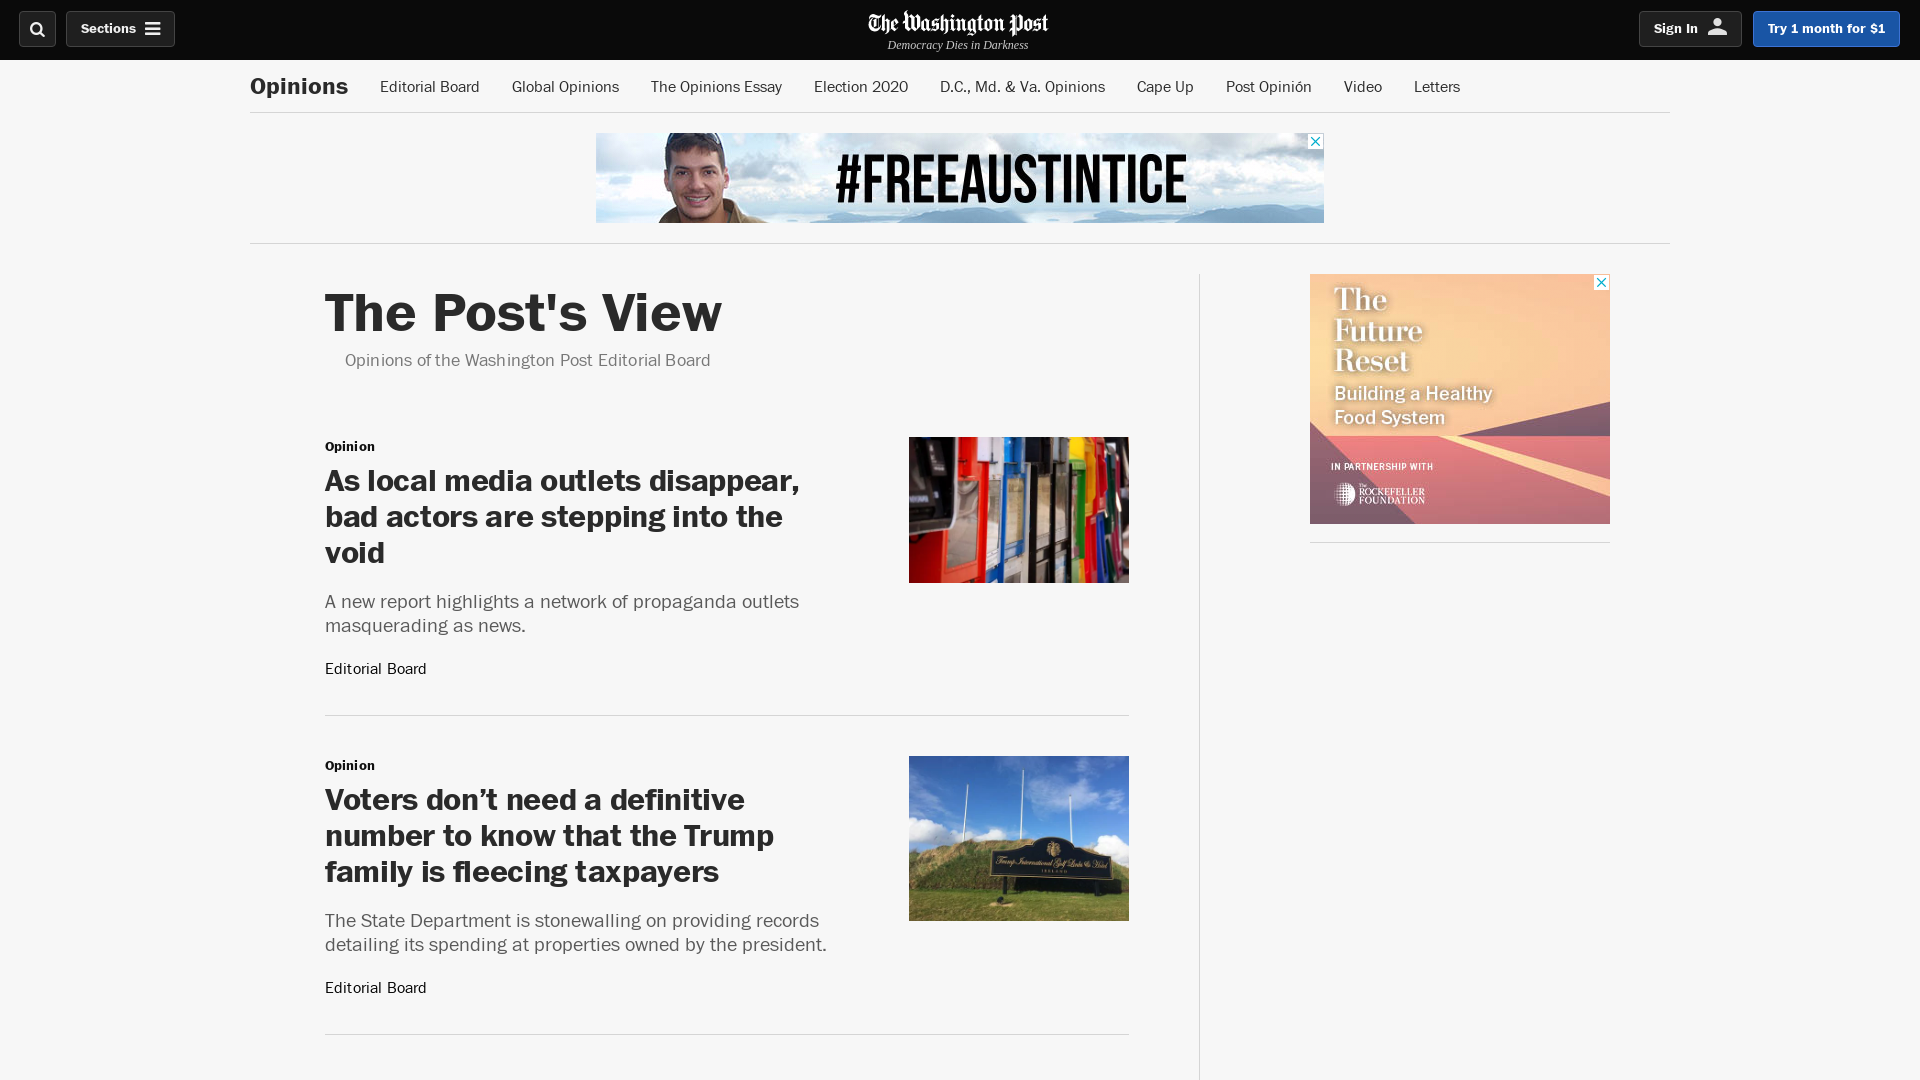 Sections
The Washington Post
Democracy Dies in Darkness
Sign In
Try 1 month for $1
Opinions
Editorial Board
Global Opinions
The Opinions Essay
Election 2020
D.C., Md. & Va. Opinions
Cape Up
Post Opinión
Video
Letters
#FREEAUSTINTICE
The Post's View
Opinions of the Washington Post Editorial Board
Opinion
As local media outlets disappear,
bad actors are stepping into the
void
A new report highlights a network of propaganda outlets
masquerading as news.
Editorial Board
Opinion
Voters don’t need a definitive
number to know that the Trump
family is fleecing taxpayers
The State Department is stonewalling on providing records
detailing its spending at properties owned by the president.
Editorial Board
Trump International Golf Links & Hotel
IRELAND
The
Future
Reset
Building a Healthy
Food System
IN PARTNERSHIP WITH
The
ROCKEFELLER
FOUNDATION